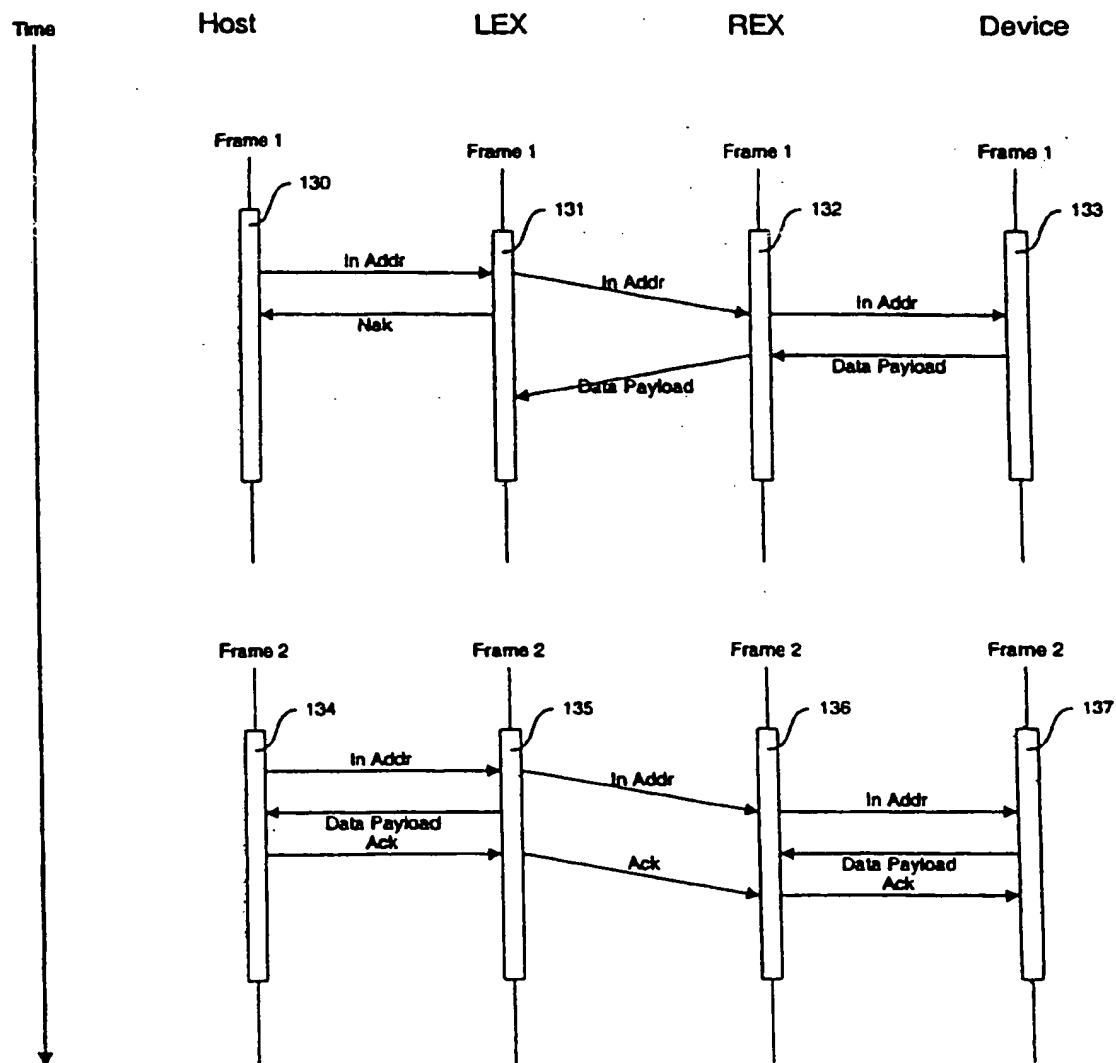 Time Host LEX REX Device
Frame 1 Frame 1 Frame 1 Frame 1
130 131 132 133
In Addr In Addr In Addr
Nak
Data Payload Data Payload
Frame 2 Frame 2 Frame 2 Frame 2
134 135 136 137
In Addr In Addr In Addr
Data Payload
Ack Ack Data Payload
Ack